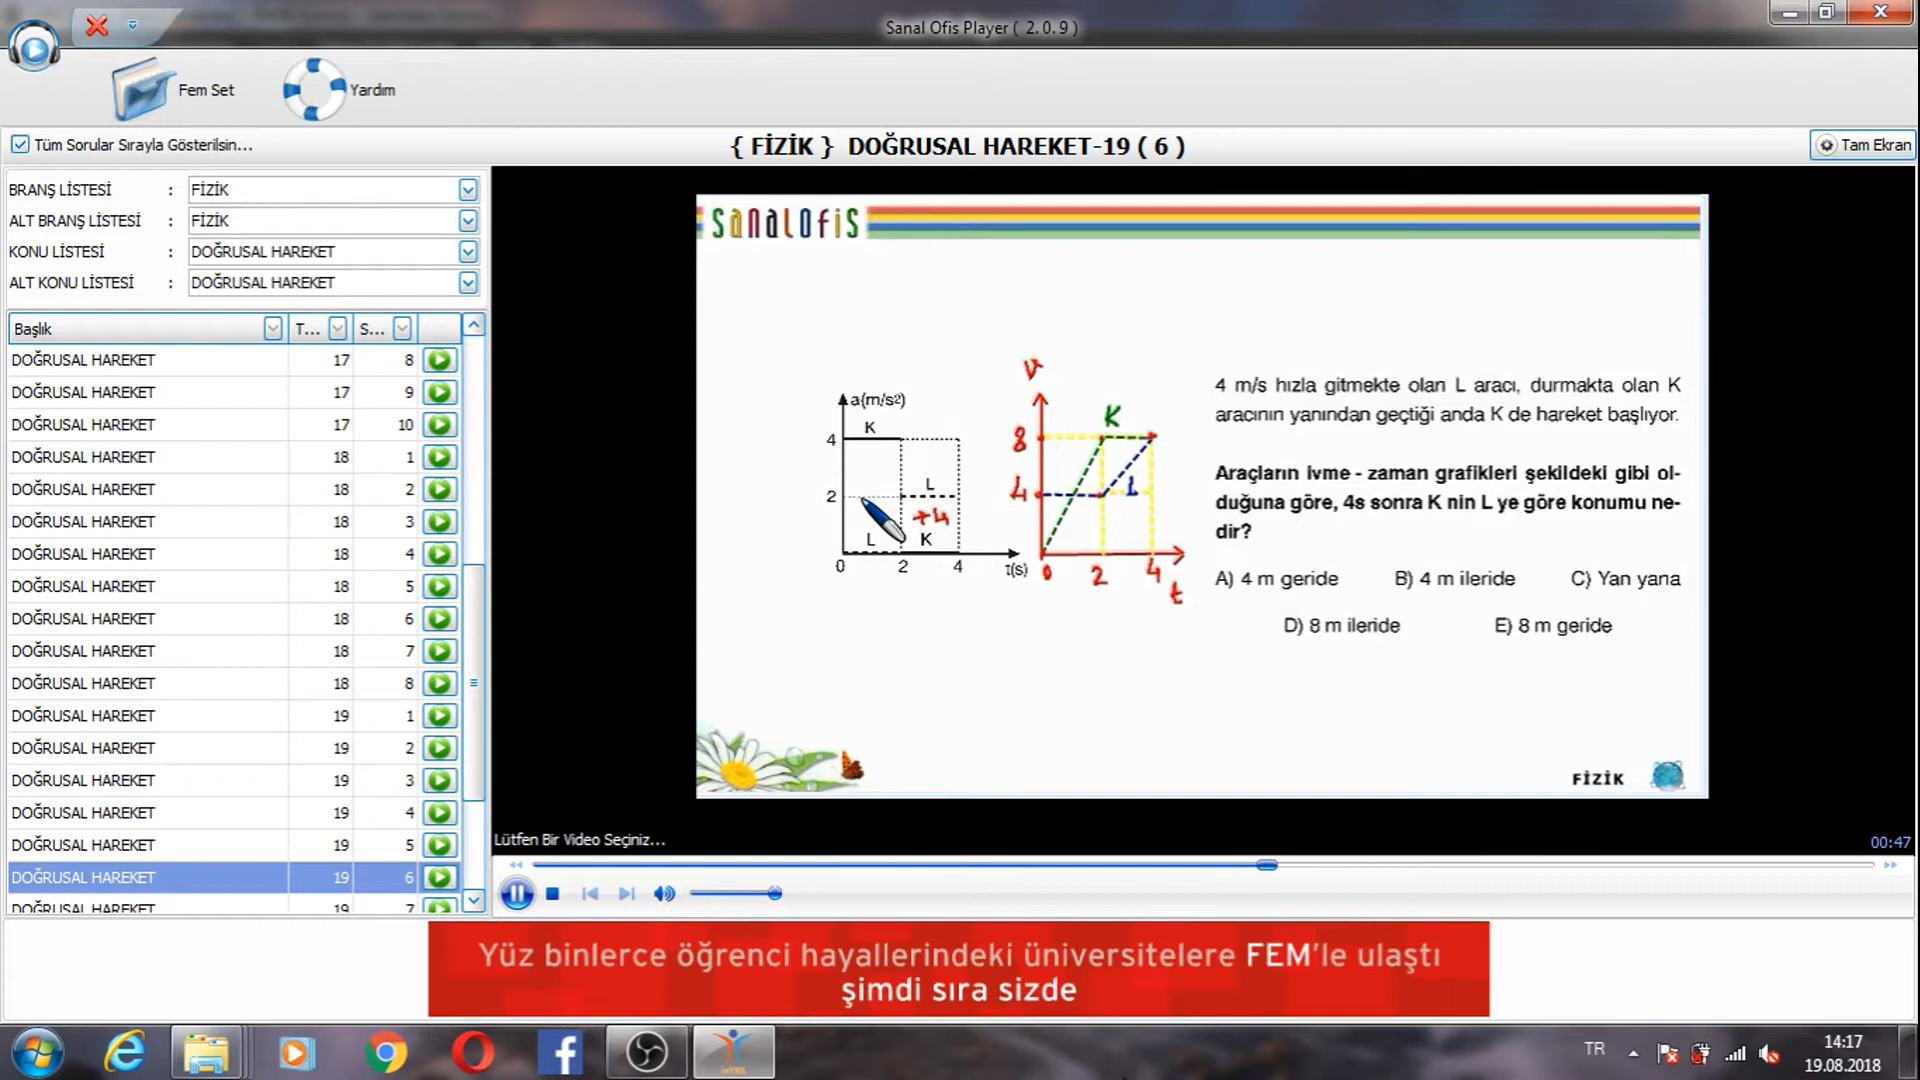 Sanal Ofis Player ( 2.0.9 )
Fem Set
Yardım
Tüm Sorular Sırayla Gösterilsin...
{ FİZİK } DOĞRUSAL HAREKET-19 ( 6 )
Tam Ekran
BRANŞ LİSTESİ : FİZİK
ALT BRANŞ LİSTESİ : FİZİK
KONU LİSTESİ : DOĞRUSAL HAREKET
ALT KONU LİSTESİ : DOĞRUSAL HAREKET
Başlık T... S...
DOĞRUSAL HAREKET 17 8
DOĞRUSAL HAREKET 17 9
DOĞRUSAL HAREKET 17 10
DOĞRUSAL HAREKET 18 1
DOĞRUSAL HAREKET 18 2
DOĞRUSAL HAREKET 18 3
DOĞRUSAL HAREKET 18 4
DOĞRUSAL HAREKET 18 5
DOĞRUSAL HAREKET 18 6
DOĞRUSAL HAREKET 18 7
DOĞRUSAL HAREKET 18 8
DOĞRUSAL HAREKET 19 1
DOĞRUSAL HAREKET 19 2
DOĞRUSAL HAREKET 19 3
DOĞRUSAL HAREKET 19 4
DOĞRUSAL HAREKET 19 5
DOĞRUSAL HAREKET 19 6
DOĞRUSAL HAREKET 19 7
SANALOFİS
a(m/s2)
K
4
L
2
+4
L K
0 2 4 t(s)
V
K
8
4
L
0 2 4
t
4 m/s hızla gitmekte olan L aracı, durmakta olan K
aracının yanından geçtiği anda K de hareket başlıyor.
Araçların ivme - zaman grafikleri şekildeki gibi ol-
duğuna göre, 4s sonra K nin L ye göre konumu ne-
dir?
A) 4 m geride B) 4 m ileride C) Yan yana
D) 8 m ileride E) 8 m geride
FİZİK
Lütfen Bir Video Seçiniz...
00:47
Yüz binlerce öğrenci hayallerindeki üniversitelere FEM'le ulaştı
şimdi sıra sizde
TR
14:17
19.08.2018